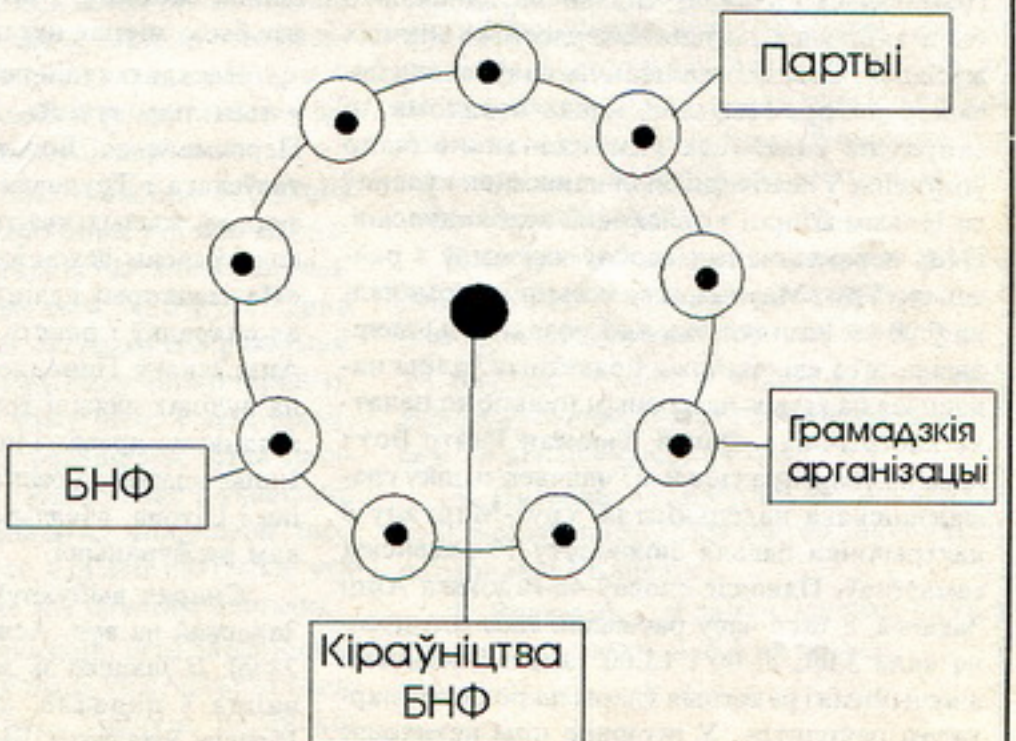 Партыі
Грамадзкія
арганізацыі
БНФ
Кіраўніцтва
БНФ